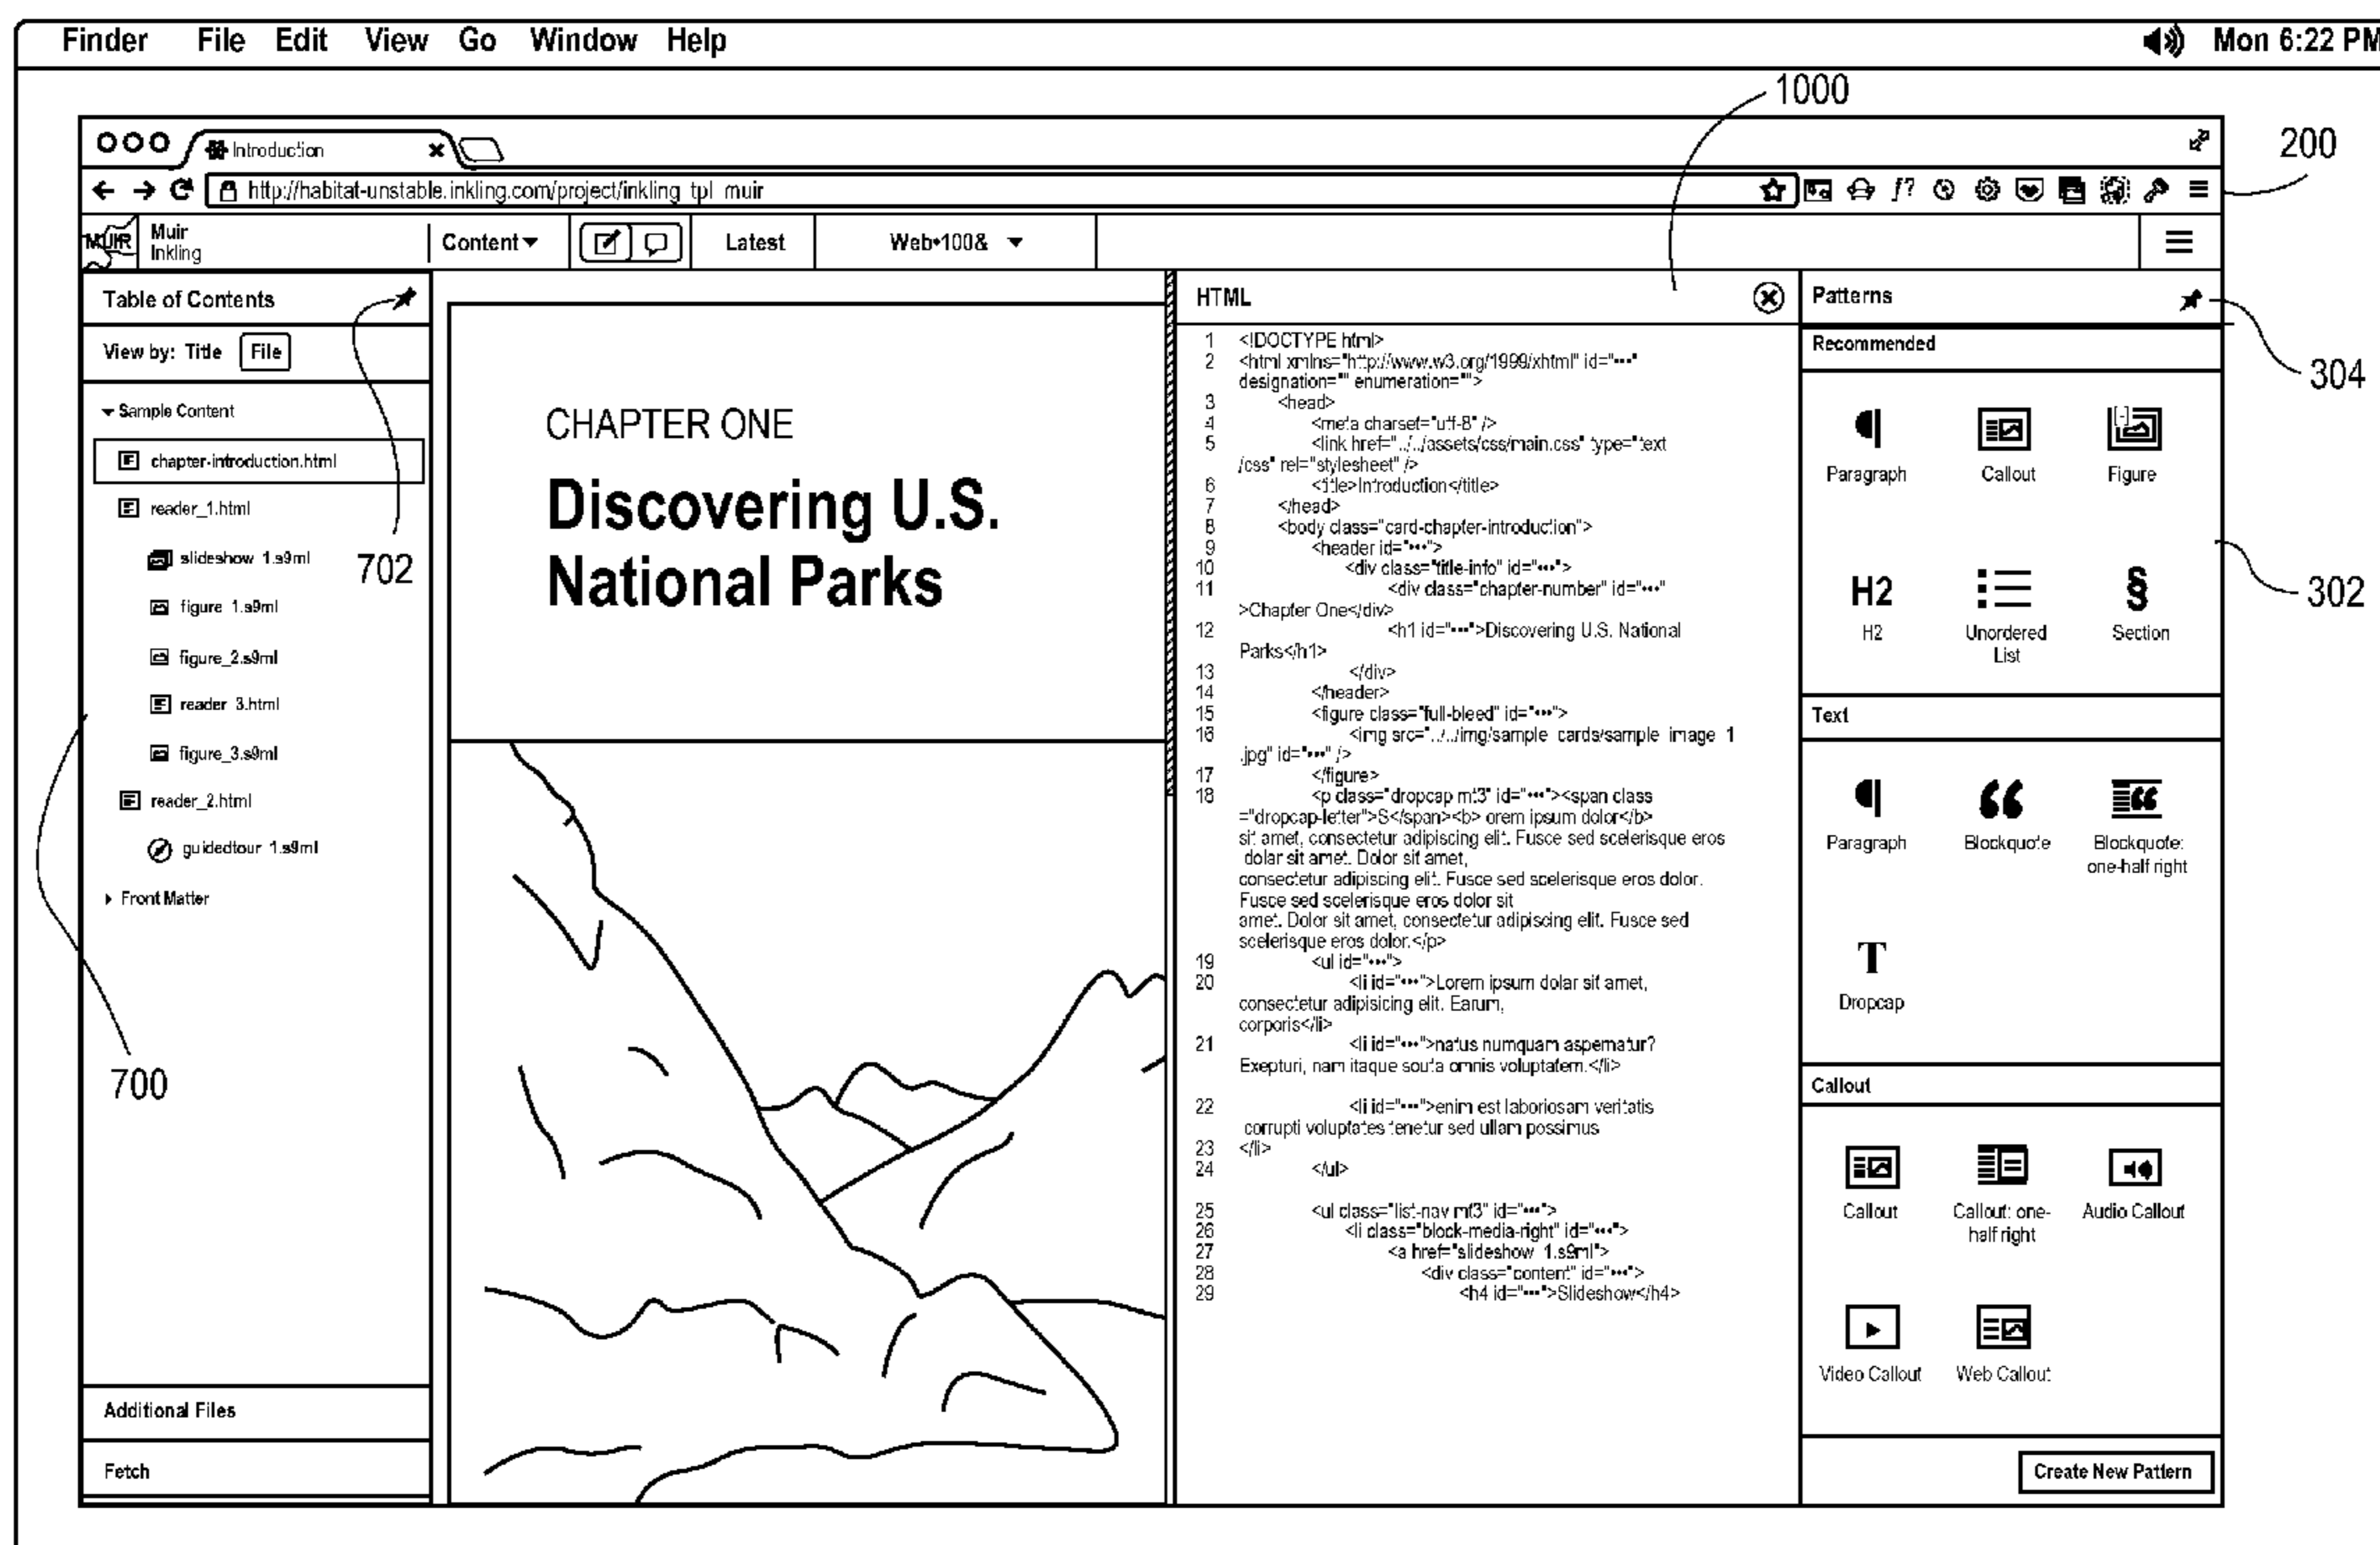 Finder File Edit View Go Window Help Mon 6:22 PM
1000
200
Introduction
http://habitat-unstable.inkling.com/project/inkling_tpl_muir
f?
MUIR
Muir
Inkling
Content
Latest
Web•100&
Table of Contents
View by: Title File
Sample Content
chapter-introduction.html
reader_1.html
slideshow_1.s9ml
figure_1.s9ml
figure_2.s9ml
reader_3.html
figure_3.s9ml
reader_2.html
guidedtour_1.s9ml
Front Matter
702
700
Additional Files
Fetch
CHAPTER ONE
Discovering U.S.
National Parks
HTML
1 <!DOCTYPE html>
2 <html xmlns="http://www.w3.org/1999/xhtml" id="•••"
designation="" enumeration="">
3 <head>
4 <meta charset="utf-8" />
5 <link href="../../assets/css/main.css" type="text
/css" rel="stylesheet" />
6 <title>Introduction</title>
7 </head>
8 <body class="card-chapter-introduction">
9 <header id="•••">
10 <div class="title-info" id="•••">
11 <div class="chapter-number" id="•••"
>Chapter One</div>
12 <h1 id="•••">Discovering U.S. National
Parks</h1>
13 </div>
14 </header>
15 <figure class="full-bleed" id="•••">
16 <img src="../../img/sample_cards/sample_image_1
.jpg" id="•••" />
17 </figure>
18 <p class="dropcap mt3" id="•••"><span class
="dropcap-letter">S</span><b> orem ipsum dolor</b>
sit amet, consectetur adipiscing elit. Fusce sed scelerisque eros
dolar sit amet. Dolor sit amet,
consectetur adipiscing elit. Fusce sed scelerisque eros dolor.
Fusce sed scelerisque eros dolor sit
amet. Dolor sit amet, consectetur adipiscing elit. Fusce sed
scelerisque eros dolor.</p>
19 <ul id="•••">
20 <li id="•••">Lorem ipsum dolar sit amet,
consectetur adipisicing elit. Earum,
corporis</li>
21 <li id="•••">natus numquam aspernatur?
Exepturi, nam itaque souta omnis voluptatem.</li>
22 <li id="•••">enim est laboriosam veritatis
corrupti voluptates tenetur sed ullam possimus
23 </li>
24 </ul>
25 <ul class="list-nav mt3" id="•••">
26 <li class="block-media-right" id="•••">
27 <a href="slideshow_1.s9ml">
28 <div class="content" id="•••">
29 <h4 id="•••">Slideshow</h4>
Patterns
304
Recommended
Paragraph Callout Figure
302
H2
H2 Unordered Section
List
Text
Paragraph Blockquote Blockquote:
one-half right
T
Dropcap
Callout
Callout Callout: one- Audio Callout
half right
Video Callout Web Callout
Create New Pattern